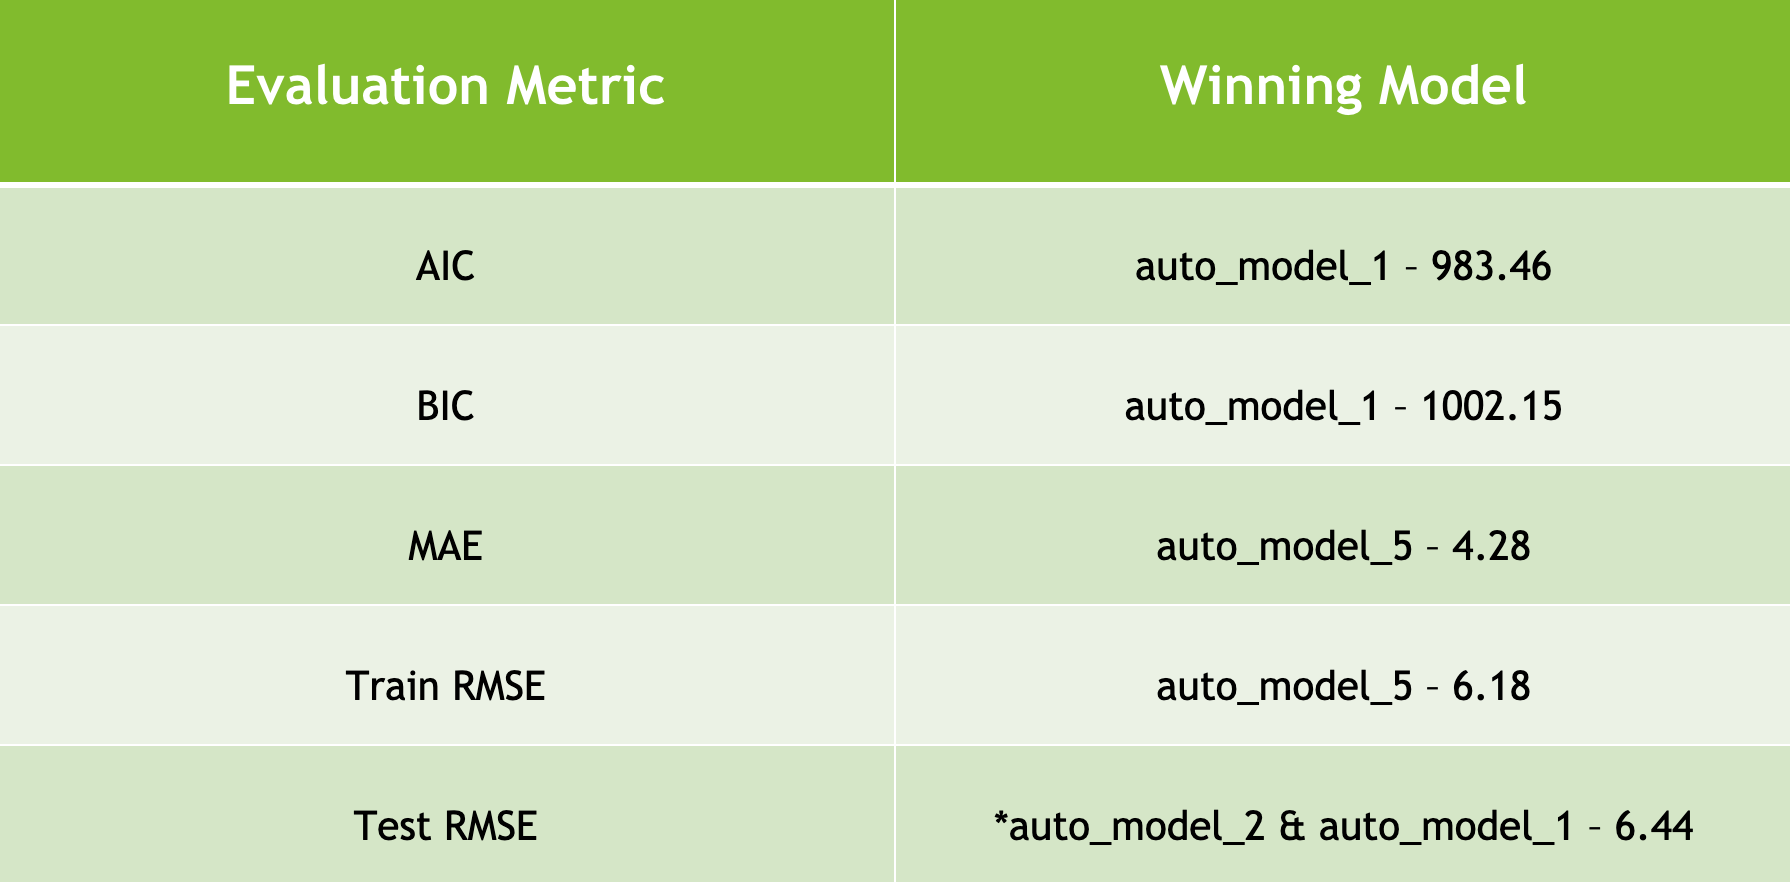 Evaluation Metric Winning Model
AIC auto_model_1 – 983.46
BIC auto_model_1 – 1002.15
MAE auto_model_5 – 4.28
Train RMSE auto_model_5 – 6.18
Test RMSE *auto_model_2 & auto_model_1 – 6.44